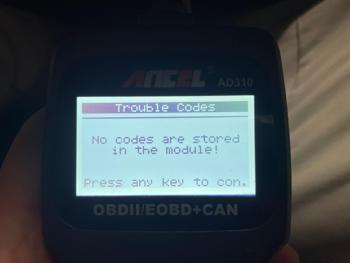 ANCEL
AD310
Trouble Codes
No codes are stored
in the module!
Press any key to con.
OBDII/EOBD+CAN